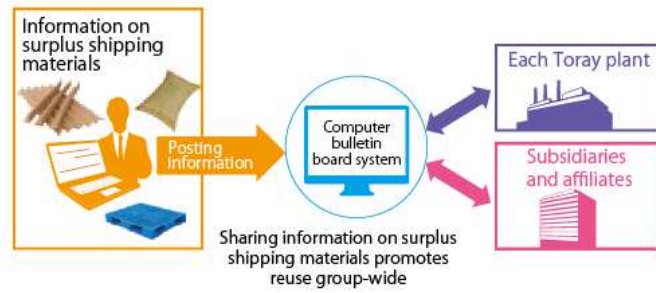 Information on
surplus shipping
materials
Posting
Information
Computer
bulletin
board system
Each Toray plant
Subsidiaries
and affiliates
Sharing information on surplus
shipping materials promotes
reuse group-wide